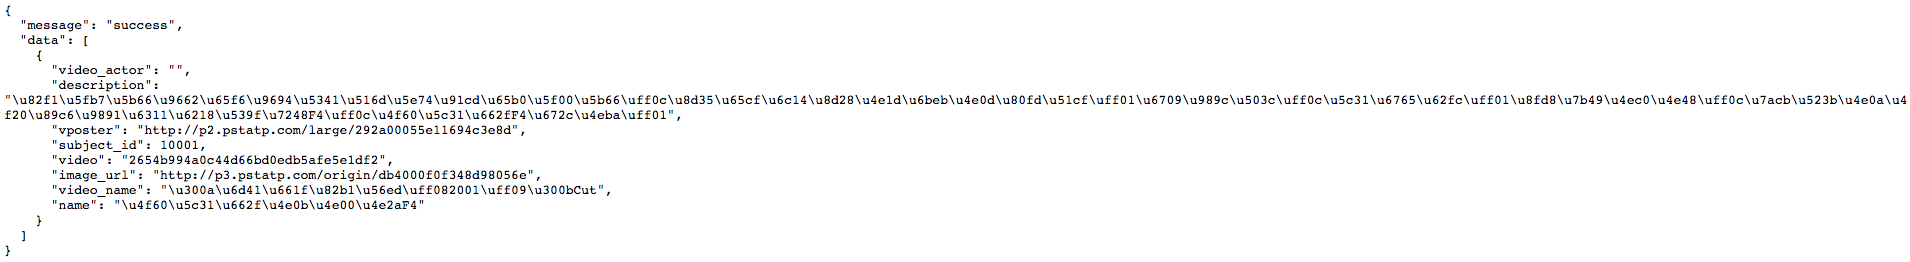 {
  "message": "success",
  "data": [
    {
      "video_actor": "",
      "description":
"\u82f1\u5fb7\u5b66\u9662\u65f6\u9694\u5341\u516d\u5e74\u91cd\u65b0\u5f00\u5b66\uff0c\u8d35\u65cf\u6c14\u8d28\u4e1d\u6beb\u4e0d\u80fd\u51cf\uff01\u6709\u989c\u503c\uff0c\u5c31\u6765\u62fc\uff01\u8fd8\u7b49\u4ec0\u4e48\uff0c\u7acb\u523b\u4e0a\u4
f20\u89c6\u9891\u6311\u6218\u539f\u7248F4\uff0c\u4f60\u5c31\u662fF4\u672c\u4eba\uff01",
      "vposter": "http://p2.pstatp.com/large/292a00055e11694c3e8d",
      "subject_id": 10001,
      "video": "2654b994a0c44d66bd0edb5afe5e1df2",
      "image_url": "http://p3.pstatp.com/origin/db4000f0f348d98056e",
      "video_name": "\u300a\u6d41\u661f\u82b1\u56ed\uff082001\uff09\u300bCut",
      "name": "\u4f60\u5c31\u662f\u4e0b\u4e00\u4e2aF4"
    }
  ]
}